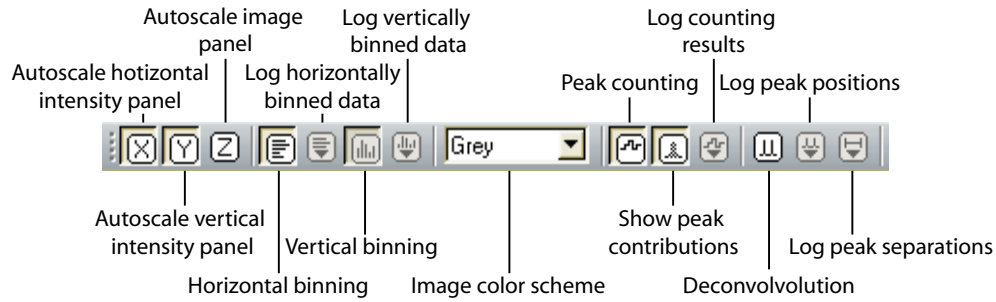 Autoscale image
panel
Log vertically
binned data
Log counting
results
Autoscale hotizontal
intensity panel
Log horizontally
binned data
Peak counting
Log peak positions
X
Y
Z
Grey
Autoscale vertical
intensity panel
Vertical binning
Show peak
contributions
Log peak separations
Horizontal binning
Image color scheme
Deconvolvolution